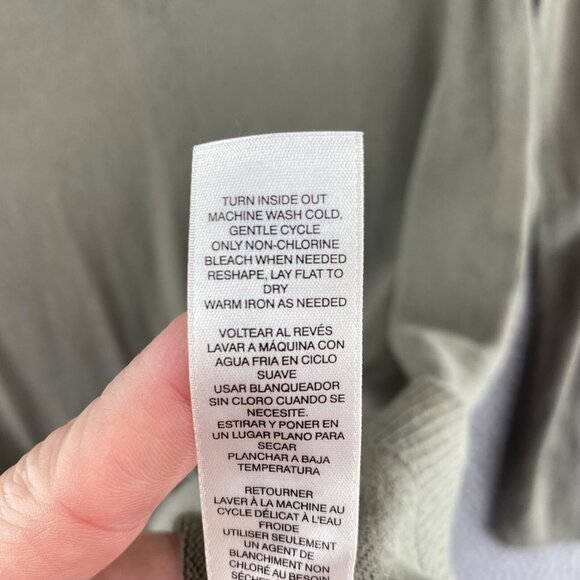 TURN INSIDE OUT
MACHINE WASH COLD,
GENTLE CYCLE
ONLY NON-CHLORINE
BLEACH WHEN NEEDED
RESHAPE, LAY FLAT TO
DRY
WARM IRON AS NEEDED
VOLTEAR AL REVÉS
LAVAR A MÁQUINA CON
AGUA FRIA EN CICLO
SUAVE
USAR BLANQUEADOR
SIN CLORO CUANDO SE
NECESITE.
ESTIRAR Y PONER EN
UN LUGAR PLANO PARA
SECAR
PLANCHAR A BAJA
TEMPERATURA
RETOURNER
LAVER À LA MACHINE AU
CYCLE DÉLICAT À L'EAU
FROIDE
UTILISER SEULEMENT
UN AGENT DE
BLANCHIMENT NON
CHLORÉ AU BESOIN